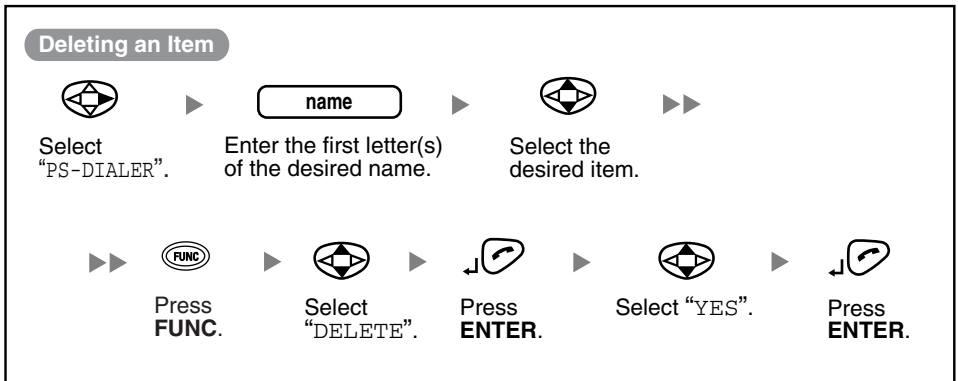 Deleting an Item
name
Select
“PS-DIALER”.
Enter the first letter(s)
of the desired name.
Select the
desired item.
FUNC
Press
FUNC.
Select
“DELETE”.
Press
ENTER.
Select “YES”.
Press
ENTER.